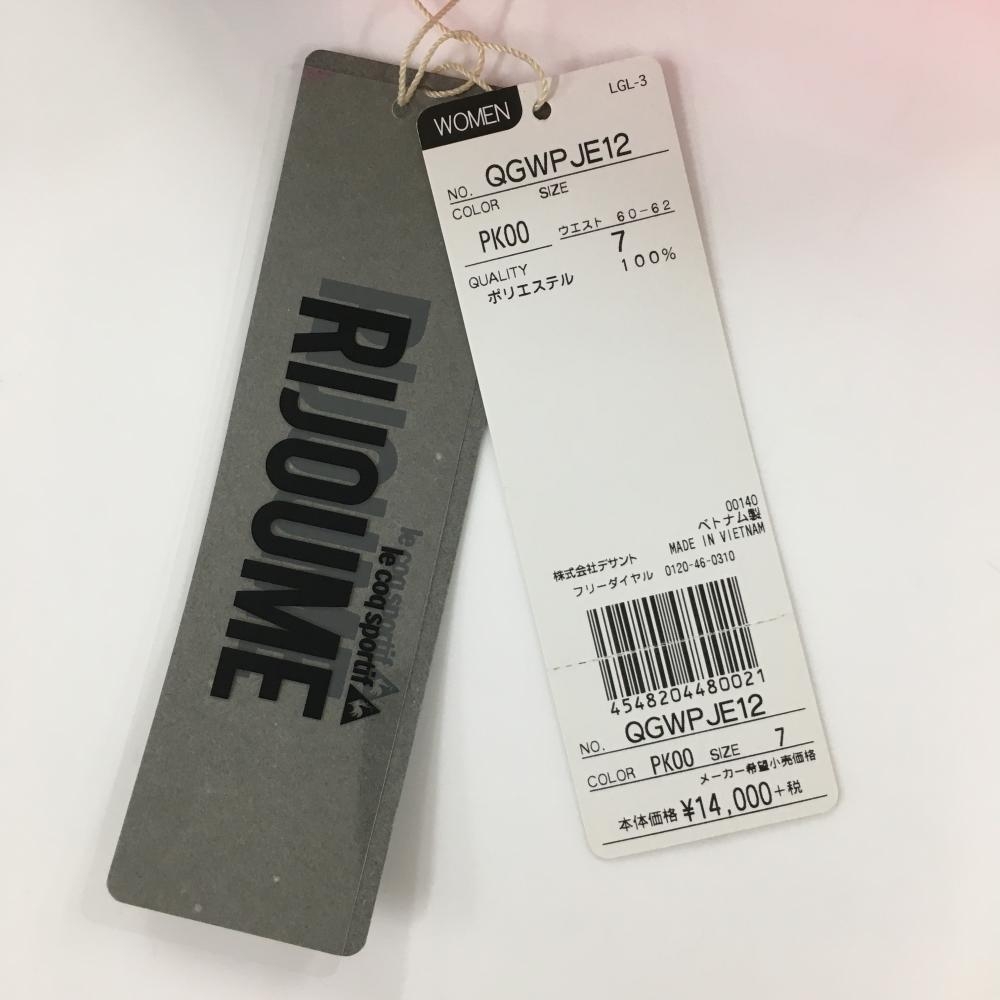 RIJOUME
le coq sportif
WOMEN
LGL-3
NO. QGWPJE12
COLOR SIZE
PK00 ウエスト 60-62
7
QUALITY 100%
ポリエステル
00140
ベトナム製
MADE IN VIETNAM
株式会社デサント
フリーダイヤル 0120-46-0310
4548204480021
NO. QGWPJE12
COLOR PK00 SIZE 7
メーカー希望小売価格
本体価格 ¥14,000+税